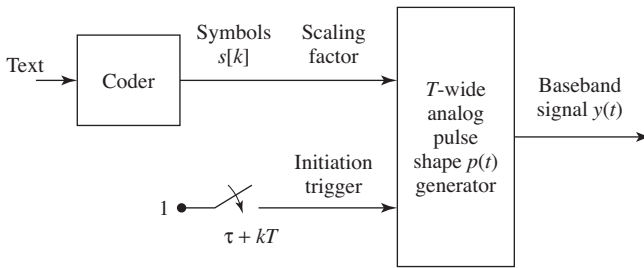 Text
Coder
Symbols
s[k]
Scaling
factor
T-wide
analog
pulse
shape p(t)
generator
Baseband
signal y(t)
Initiation
trigger
1
τ + kT